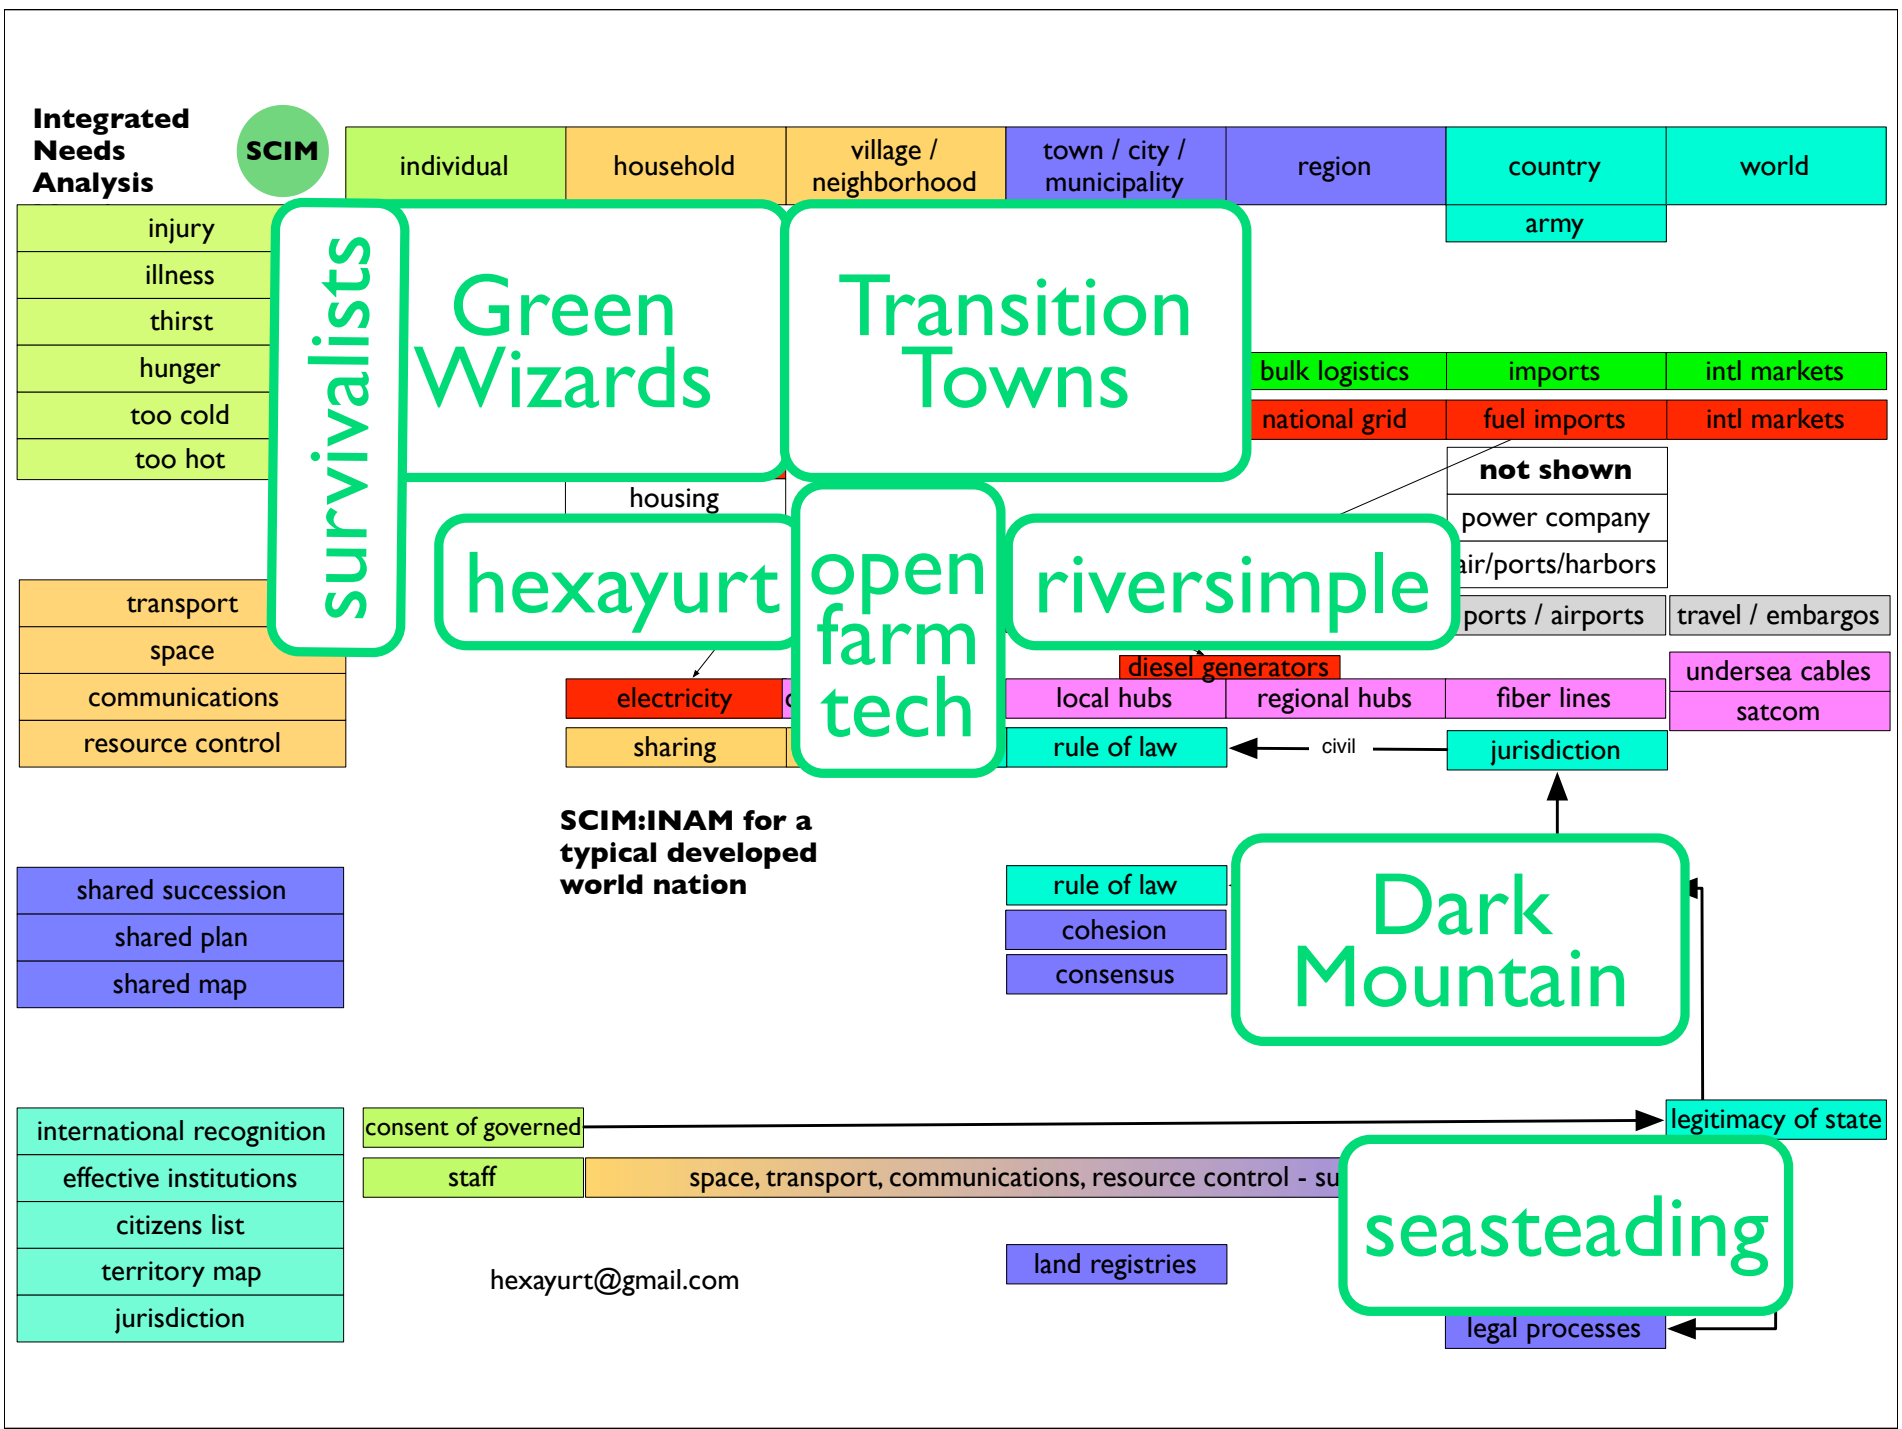 Integrated
Needs
Analysis
SCIM
individual
household
village /
neighborhood
town / city /
municipality
region
country
world
injury
illness
thirst
hunger
too cold
too hot
survivalists
Green
Wizards
Transition
Towns
army
bulk logistics
imports
intl markets
national grid
fuel imports
intl markets
not shown
power company
air/ports/harbors
housing
hexayurt
open
farm
tech
riversimple
transport
space
communications
resource control
ports / airports
travel / embargos
diesel generators
undersea cables
satcom
electricity
local hubs
regional hubs
fiber lines
sharing
rule of law
civil
jurisdiction
SCIM:INAM for a
typical developed
world nation
shared succession
shared plan
shared map
rule of law
cohesion
consensus
Dark
Mountain
international recognition
effective institutions
citizens list
territory map
jurisdiction
consent of governed
legitimacy of state
staff
space, transport, communications, resource control - su
seasteading
land registries
hexayurt@gmail.com
legal processes